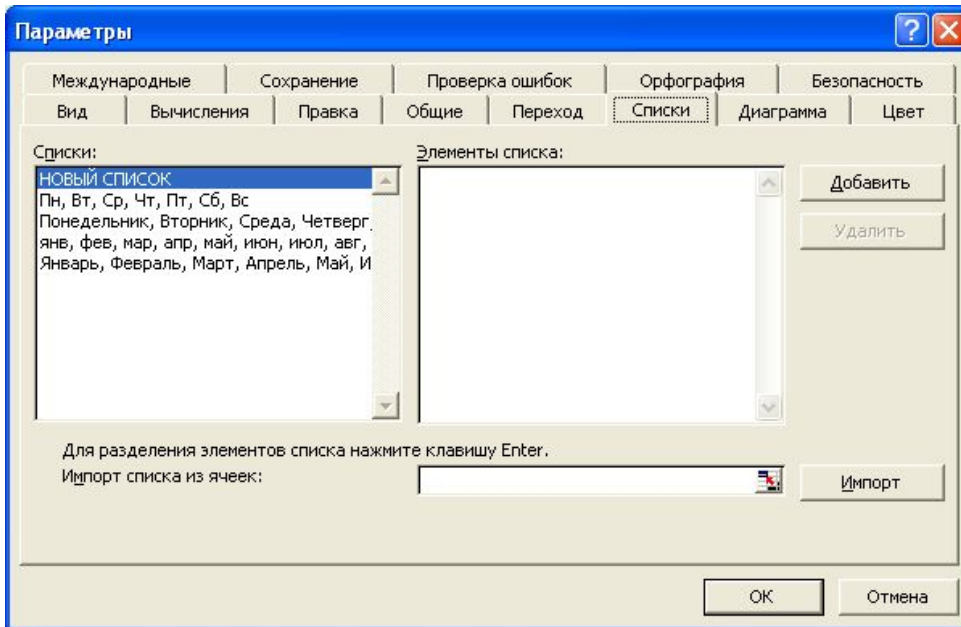 Параметры
Международные Сохранение Проверка ошибок Орфография Безопасность
Вид Вычисления Правка Общие Переход Списки Диаграмма Цвет
Списки:
НОВЫЙ СПИСОК
Пн, Вт, Ср, Чт, Пт, Сб, Вс
Понедельник, Вторник, Среда, Четверг,
янв, фев, мар, апр, май, июн, июл, авг,
Январь, Февраль, Март, Апрель, Май, И
Элементы списка:
Добавить
Удалить
Для разделения элементов списка нажмите клавишу Enter.
Импорт списка из ячеек:
Импорт
ОК
Отмена